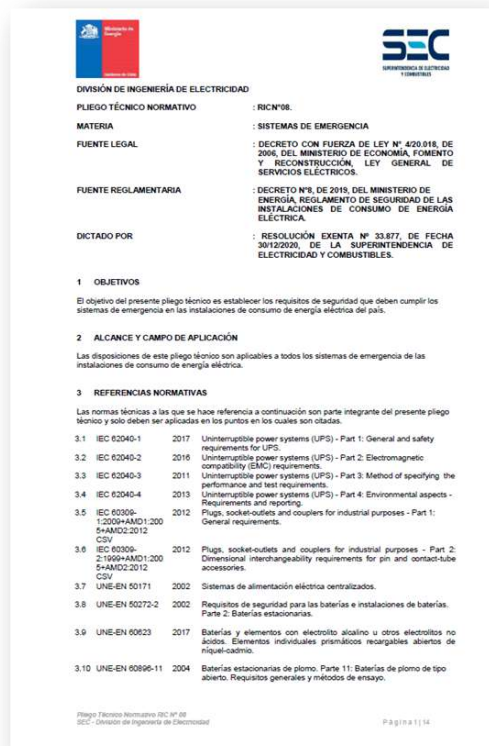 Ministerio de
Energía
Gobierno de Chile
SEC
SUPERINTENDENCIA DE ELECTRICIDAD
Y COMBUSTIBLES
DIVISIÓN DE INGENIERÍA DE ELECTRICIDAD
PLIEGO TÉCNICO NORMATIVO : RICN°08.
MATERIA : SISTEMAS DE EMERGENCIA
FUENTE LEGAL : DECRETO CON FUERZA DE LEY N° 4/20.018, DE
2006, DEL MINISTERIO DE ECONOMÍA, FOMENTO
Y RECONSTRUCCIÓN, LEY GENERAL DE
SERVICIOS ELÉCTRICOS.
FUENTE REGLAMENTARIA : DECRETO N°8, DE 2019, DEL MINISTERIO DE
ENERGÍA, REGLAMENTO DE SEGURIDAD DE LAS
INSTALACIONES DE CONSUMO DE ENERGÍA
ELÉCTRICA.
DICTADO POR : RESOLUCIÓN EXENTA N° 33.877, DE FECHA
30/12/2020, DE LA SUPERINTENDENCIA DE
ELECTRICIDAD Y COMBUSTIBLES.
1 OBJETIVOS
El objetivo del presente pliego técnico es establecer los requisitos de seguridad que deben cumplir los
sistemas de emergencia en las instalaciones de consumo de energía eléctrica del país.
2 ALCANCE Y CAMPO DE APLICACIÓN
Las disposiciones de este pliego técnico son aplicables a todos los sistemas de emergencia de las
instalaciones de consumo de energía eléctrica.
3 REFERENCIAS NORMATIVAS
Las normas técnicas a las que se hace referencia a continuación son parte integrante del presente pliego
técnico y solo deben ser aplicadas en los puntos en los cuales son citadas.
3.1 IEC 62040-1 2017 Uninterruptible power systems (UPS) - Part 1: General and safety
requirements for UPS.
3.2 IEC 62040-2 2016 Uninterruptible power systems (UPS) - Part 2: Electromagnetic
compatibility (EMC) requirements.
3.3 IEC 62040-3 2011 Uninterruptible power systems (UPS) - Part 3: Method of specifying the
performance and test requirements.
3.4 IEC 62040-4 2013 Uninterruptible power systems (UPS) - Part 4: Environmental aspects -
Requirements and reporting.
3.5 IEC 60309- 2012 Plugs, socket-outlets and couplers for industrial purposes - Part 1:
1:2009+AMD1:200 General requirements.
5+AMD2:2012
CSV
3.6 IEC 60309- 2012 Plugs, socket-outlets and couplers for industrial purposes - Part 2:
2:1999+AMD1:200 Dimensional interchangeability requirements for pin and contact-tube
5+AMD2:2012 accessories.
CSV
3.7 UNE-EN 50171 2002 Sistemas de alimentación eléctrica centralizados.
3.8 UNE-EN 50272-2 2002 Requisitos de seguridad para las baterías e instalaciones de baterías.
Parte 2: Baterías estacionarias.
3.9 UNE-EN 60623 2017 Baterías y elementos con electrolito alcalino u otros electrolitos no
ácidos. Elementos individuales prismáticos recargables abiertos de
níquel-cadmio.
3.10 UNE-EN 60896-11 2004 Baterías estacionarias de plomo. Parte 11: Baterías de plomo de tipo
abierto. Requisitos generales y métodos de ensayo.
Pliego Técnico Normativo RIC N° 08
SEC - División de Ingeniería de Electricidad
Página1|14